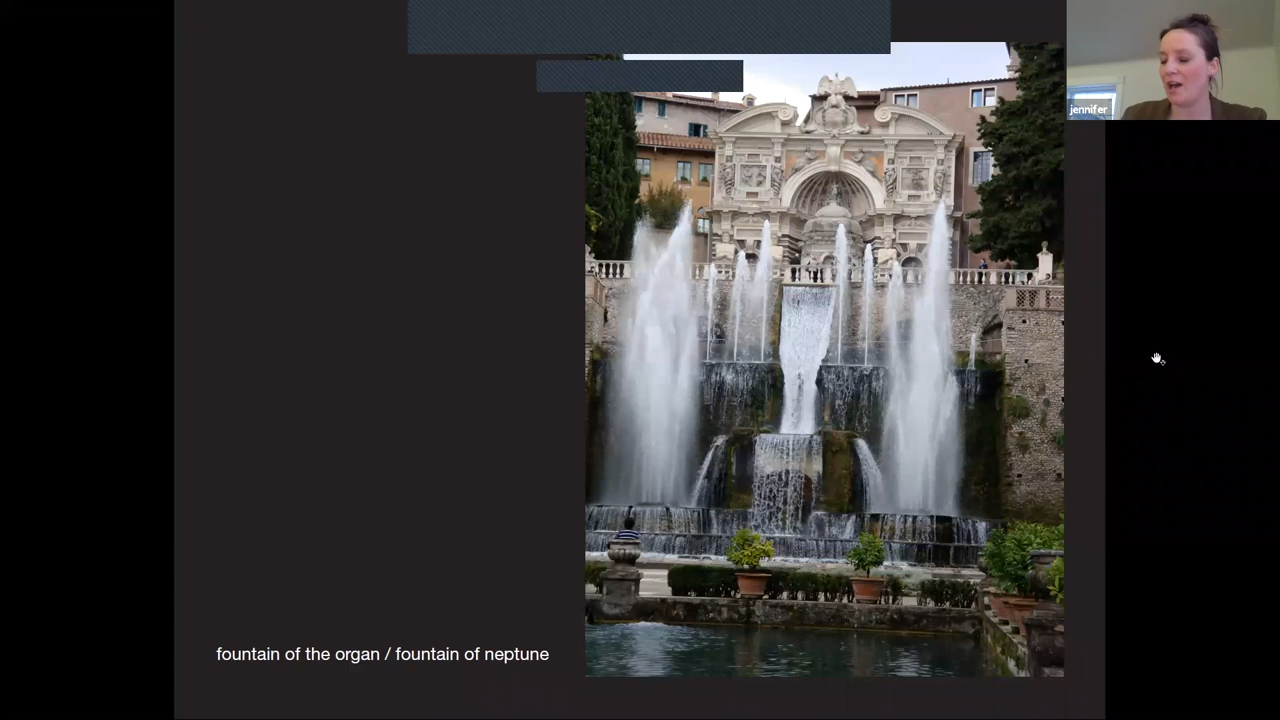 jennifer
fountain of the organ / fountain of neptune